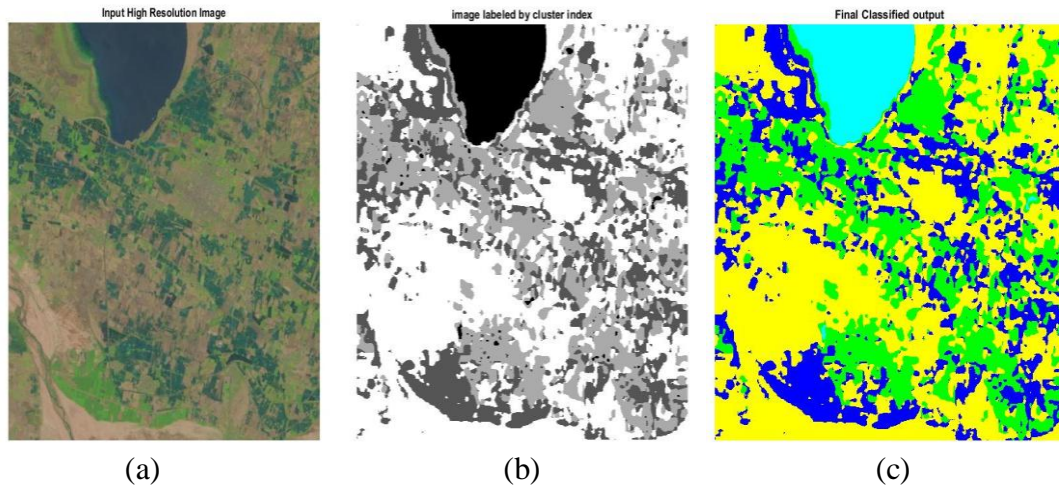 Input High Resolution Image
image labeled by cluster index
Final Classified output
(a)
(b)
(c)